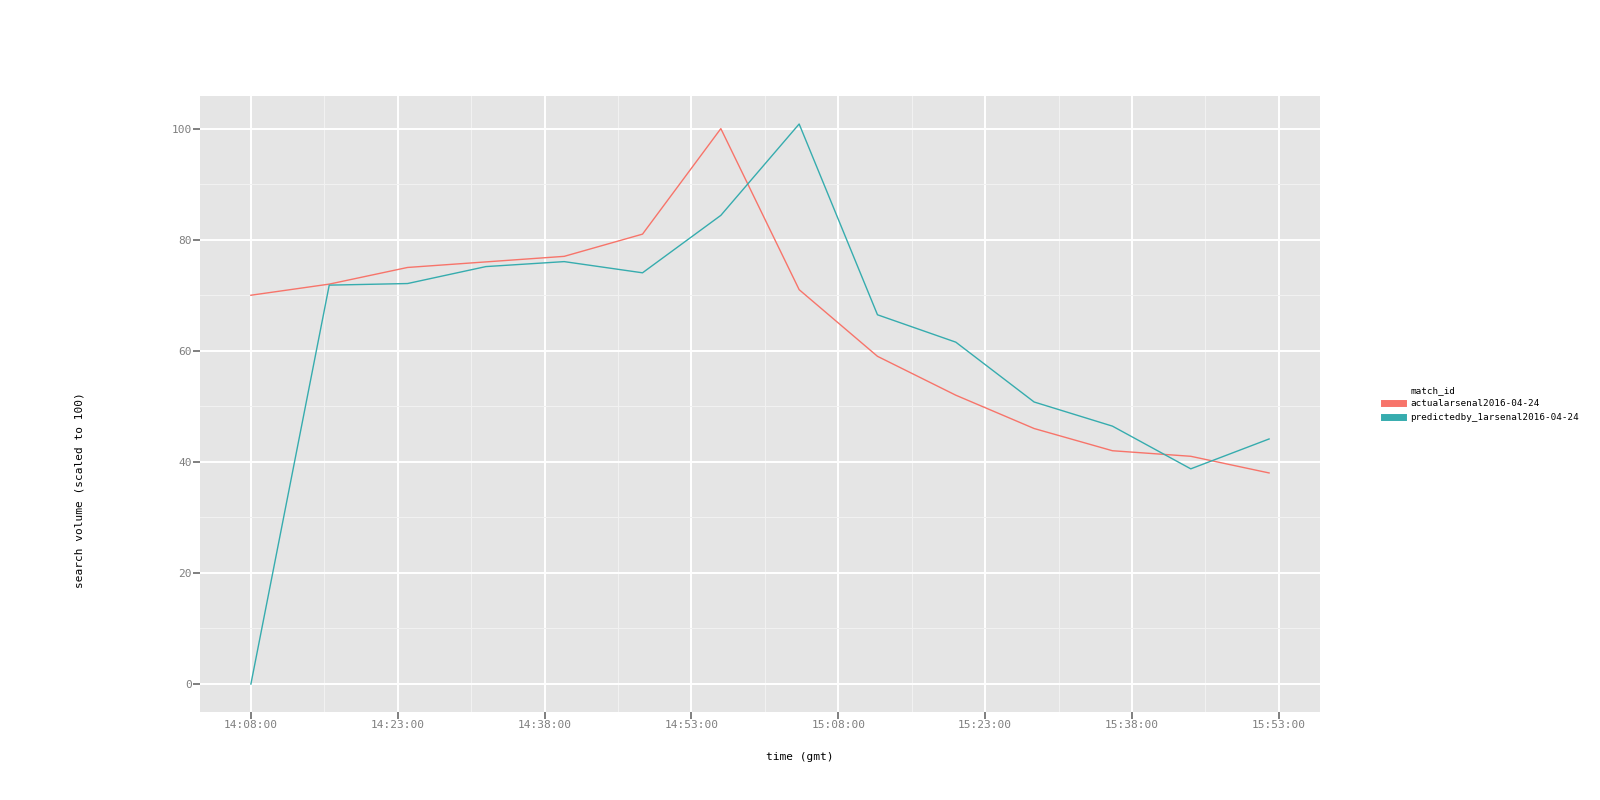 100
80
60
40
20
0
search volume (scaled to 100)
14:08:00 14:23:00 14:38:00 14:53:00 15:08:00 15:23:00 15:38:00 15:53:00
time (gmt)
match_id
actualarsenal2016-04-24
predictedby_1arsenal2016-04-24